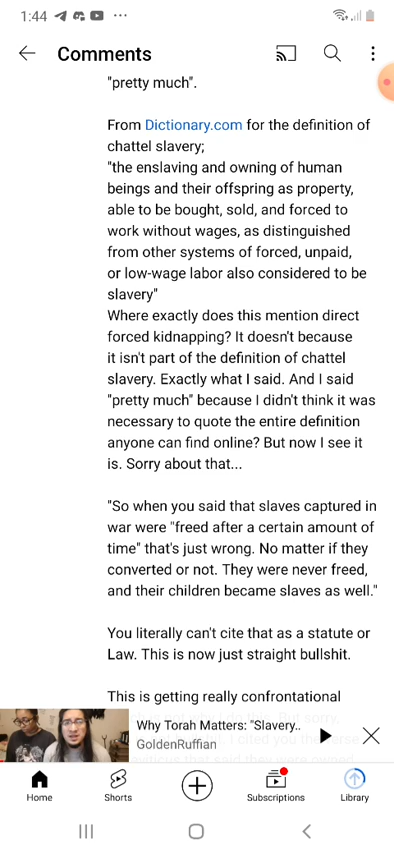 1:44
Comments
"pretty much".
From Dictionary.com for the definition of
chattel slavery;
"the enslaving and owning of human
beings and their offspring as property,
able to be bought, sold, and forced to
work without wages, as distinguished
from other systems of forced, unpaid,
or low-wage labor also considered to be
slavery"
Where exactly does this mention direct
forced kidnapping? It doesn't because
it isn't part of the definition of chattel
slavery. Exactly what I said. And I said
"pretty much" because I didn't think it was
necessary to quote the entire definition
anyone can find online? But now I see it
is. Sorry about that...
"So when you said that slaves captured in
war were "freed after a certain amount of
time" that's just wrong. No matter if they
converted or not. They were never freed,
and their children became slaves as well."
You literally can't cite that as a statute or
Law. This is now just straight bullshit.
This is getting really confrontational
Why Torah Matters: "Slavery..
GoldenRuffian
Home
Shorts
Subscriptions
Library